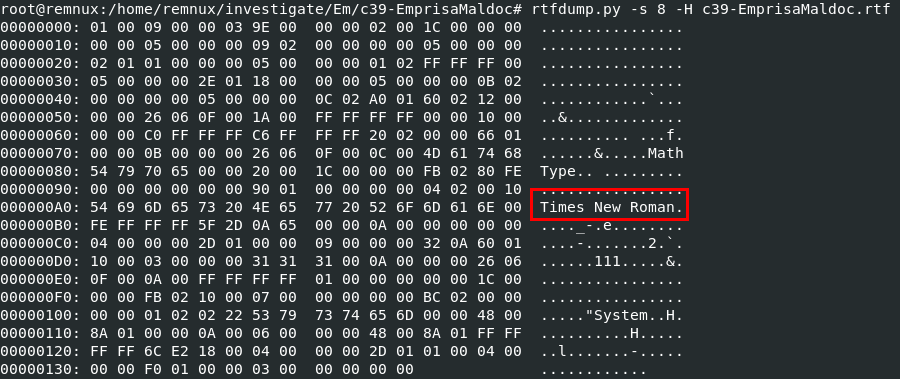 root@remnux:/home/remnux/investigate/Em/c39-EmprisaMaldoc# rtfdump.py -s 8 -H c39-EmprisaMaldoc.rtf
00000000: 01 00 09 00 00 03 9E 00  00 00 02 00 1C 00 00 00  ................
00000010: 00 00 05 00 00 00 09 02  00 00 00 00 05 00 00 00  ................
00000020: 02 01 01 00 00 00 05 00  00 00 01 02 FF FF FF 00  ................
00000030: 05 00 00 00 2E 01 18 00  00 00 05 00 00 00 0B 02  ................
00000040: 00 00 00 00 05 00 00 00  0C 02 A0 01 60 02 12 00  ............`...
00000050: 00 00 26 06 0F 00 1A 00  FF FF FF FF 00 00 10 00  ..&.............
00000060: 00 00 C0 FF FF FF C6 FF  FF FF 20 02 00 00 66 01  .......... ...f.
00000070: 00 00 0B 00 00 00 26 06  0F 00 0C 00 4D 61 74 68  ......&.....Math
00000080: 54 79 70 65 00 00 20 00  1C 00 00 00 FB 02 80 FE  Type.. .........
00000090: 00 00 00 00 00 00 90 01  00 00 00 00 04 02 00 10  ................
000000A0: 54 69 6D 65 73 20 4E 65  77 20 52 6F 6D 61 6E 00  Times New Roman.
000000B0: FE FF FF FF 5F 2D 0A 65  00 00 0A 00 00 00 00 00  ...._-.e........
000000C0: 04 00 00 00 2D 01 00 00  09 00 00 00 32 0A 60 01  ....-.......2.`.
000000D0: 10 00 03 00 00 00 31 31  31 00 0A 00 00 00 26 06  ......111.....&.
000000E0: 0F 00 0A 00 FF FF FF FF  01 00 00 00 00 00 1C 00  ................
000000F0: 00 00 FB 02 10 00 07 00  00 00 00 00 BC 02 00 00  ................
00000100: 00 00 01 02 02 22 53 79  73 74 65 6D 00 00 48 00  ....."System..H.
00000110: 8A 01 00 00 0A 00 06 00  00 00 48 00 8A 01 FF FF  ..........H.....
00000120: FF FF 6C E2 18 00 04 00  00 00 2D 01 01 00 04 00  ..l.......-.....
00000130: 00 00 F0 01 00 00 03 00  00 00 00 00  ............